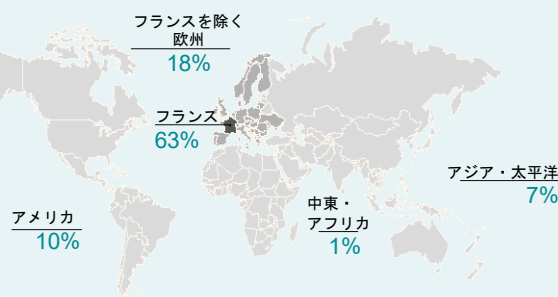 フランスを除く
欧州
18%
フランス
63%
アジア・太平洋
7%
中東・
アフリカ
1%
アメリカ
10%